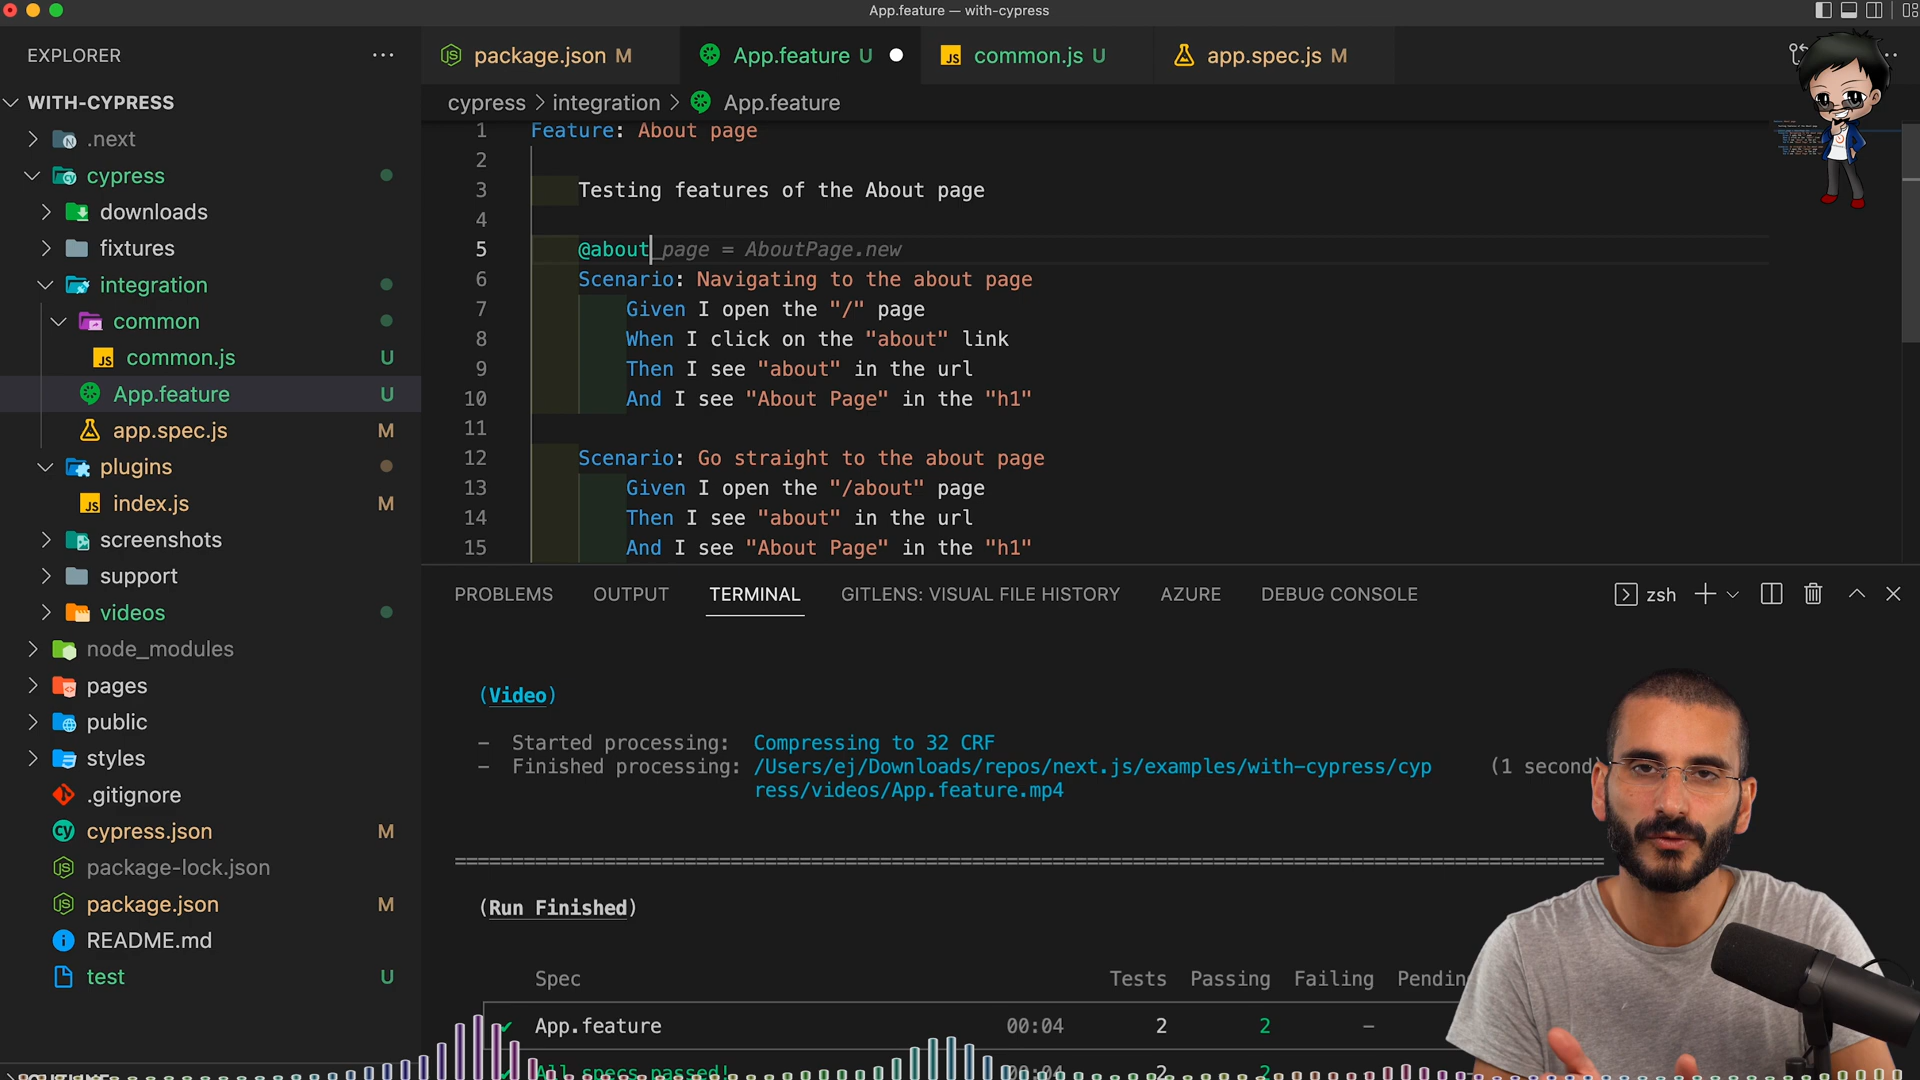 App.feature — with-cypress
EXPLORER
WITH-CYPRESS
.next
cypress
downloads
fixtures
integration
common
common.js U
App.feature U
app.spec.js M
plugins
index.js M
screenshots
support
videos
node_modules
pages
public
styles
.gitignore
cypress.json M
package-lock.json
package.json M
README.md
test U
package.json M
App.feature U
common.js U
app.spec.js M
cypress > integration > App.feature
1 Feature: About page
2
3 Testing features of the About page
4
5 @about_page = AboutPage.new
6 Scenario: Navigating to the about page
7 Given I open the "/" page
8 When I click on the "about" link
9 Then I see "about" in the url
10 And I see "About Page" in the "h1"
11
12 Scenario: Go straight to the about page
13 Given I open the "/about" page
14 Then I see "about" in the url
15 And I see "About Page" in the "h1"
PROBLEMS OUTPUT TERMINAL GITLENS: VISUAL FILE HISTORY AZURE DEBUG CONSOLE zsh
(Video)
- Started processing: Compressing to 32 CRF
- Finished processing: /Users/ej/Downloads/repos/next.js/examples/with-cypress/cyp (1 second)
ress/videos/App.feature.mp4
(Run Finished)
Spec Tests Passing Failing Pendin
✔ App.feature 00:04 2 2 -
✔ All specs passed! 00:04 2 2